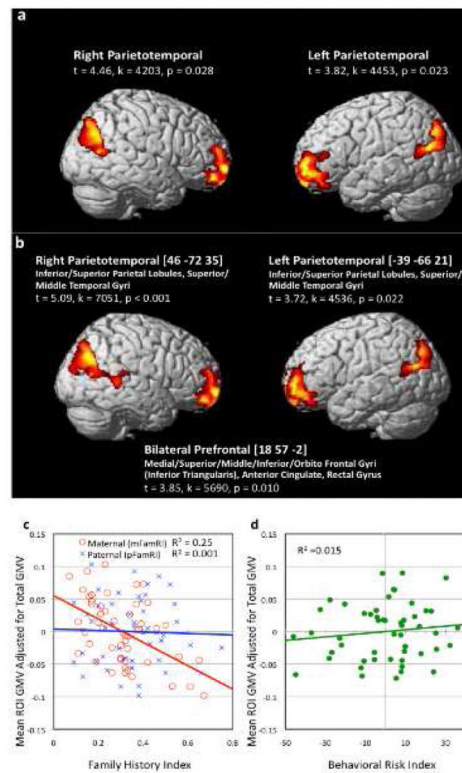 a
Right Parietotemporal
t = 4.46, k = 4203, p = 0.028
Left Parietotemporal
t = 3.82, k = 4453, p = 0.023
b
Right Parietotemporal [46 -72 35]
Inferior/Superior Parietal Lobules, Superior/
Middle Temporal Gyri
t = 5.09, k = 7051, p < 0.001
Left Parietotemporal [-39 -66 21]
Inferior/Superior Parietal Lobules, Superior/
Middle Temporal Gyri
t = 3.72, k = 4536, p = 0.022
Bilateral Prefrontal [18 57 -2]
Medial/Superior/Middle/Inferior/Orbito Frontal Gyri
(Inferior Triangularis), Anterior Cingulate, Rectal Gyrus
t = 3.85, k = 5690, p = 0.010
c
Maternal (mFamRI) R² = 0.25
Paternal (pFamRI) R² = 0.001
Mean ROI GMV Adjusted for Total GMV
0.15
0.1
0.05
0
-0.05
-0.1
-0.15
0 0.2 0.4 0.6 0.8
Family History Index
d
R² =0.015
Mean ROI GMV Adjusted for Total GMV
0.15
0.1
0.05
0
-0.05
-0.1
-0.15
-50 -30 -10 10 30
Behavioral Risk Index